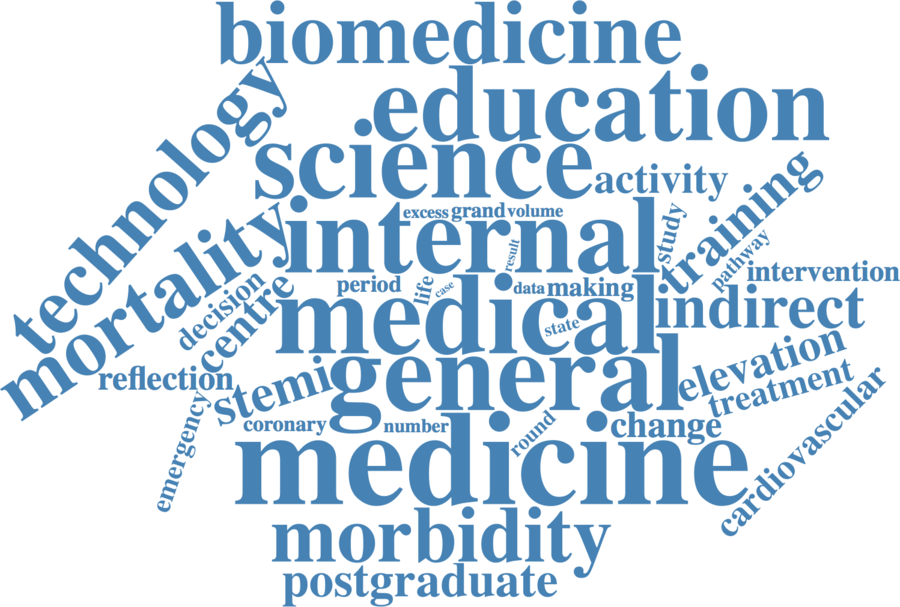 biomedicine
education
technology
science
activity
training
mortality
internal
excess
grand
volume
study
result
pathway
intervention
period
life
case
data
making
decision
centre
medical
state
indirect
reflection
stemi
general
elevation
treatment
coronary
number
round
change
emergency
medicine
cardiovascular
morbidity
postgraduate